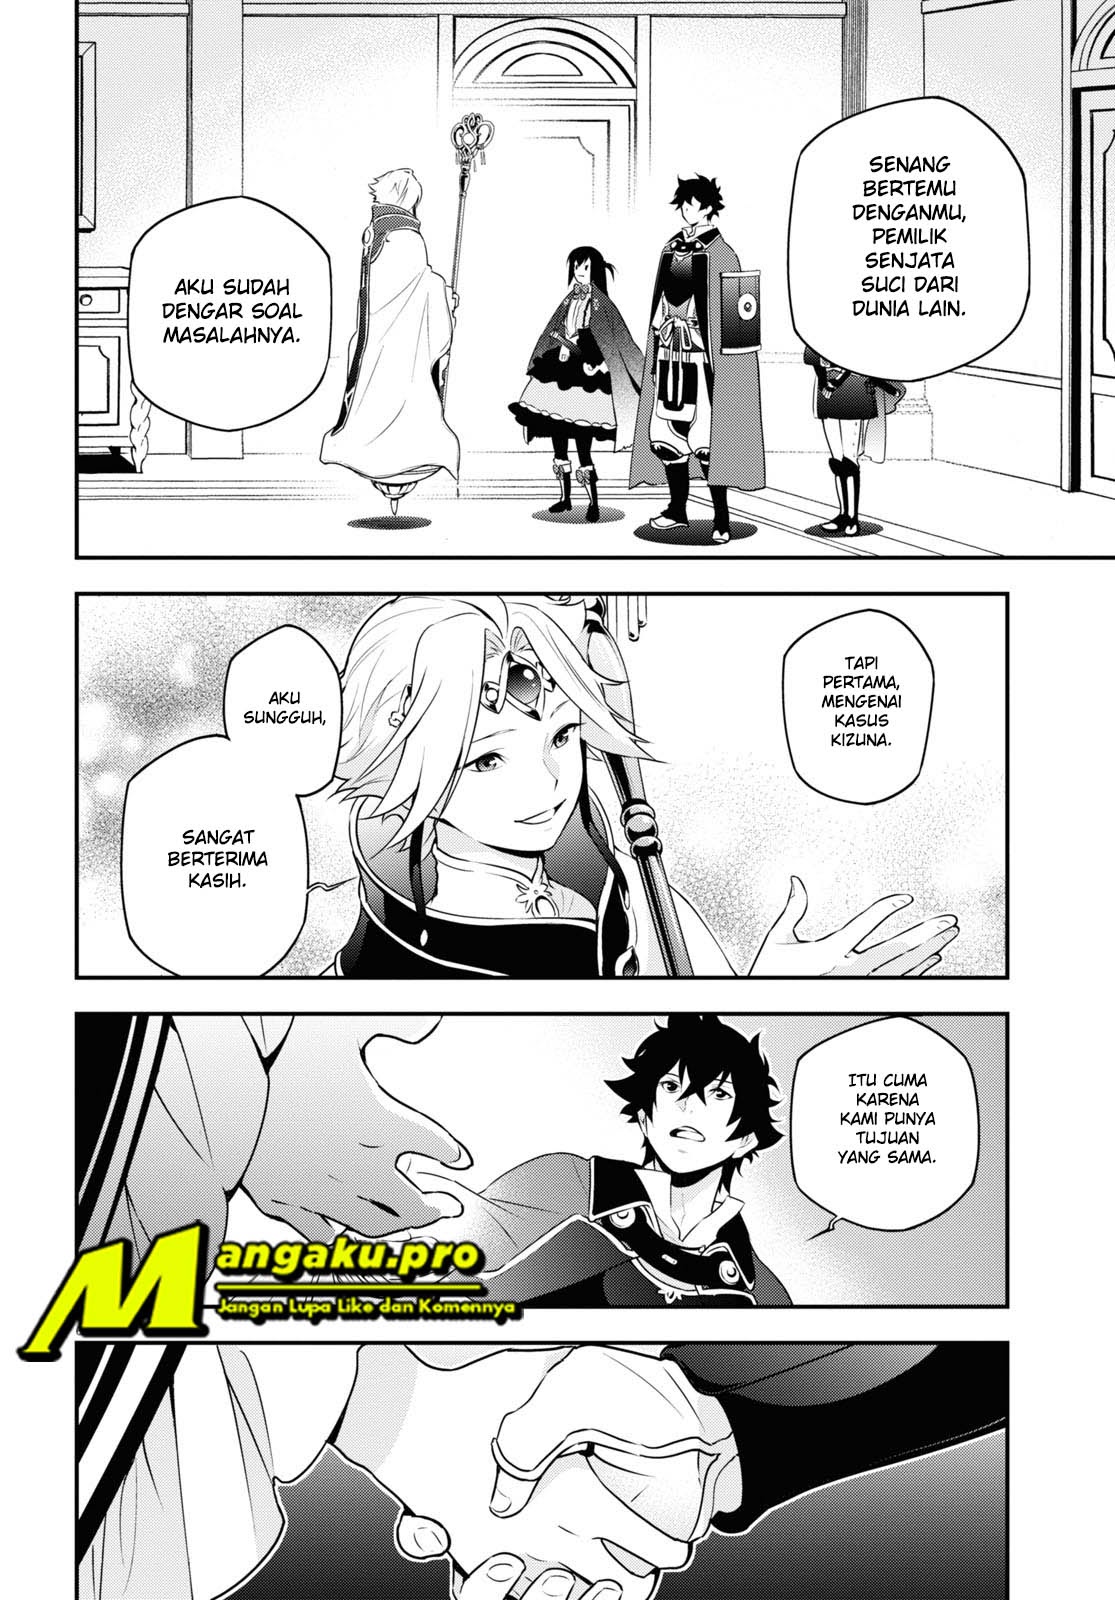 SENANG
BERTEMU
DENGANMU,
PEMILIK
SENJATA
SUCI DARI
DUNIA LAIN.
AKU SUDAH
DENGAR SOAL
MASALAHNYA.
TAPI
PERTAMA,
MENGENAI
KASUS
KIZUNA.
AKU
SUNGGUH,
SANGAT
BERTERIMA
KASIH.
ITU CUMA
KARENA
KAMI PUNYA
TUJUAN
YANG SAMA.
Mangaku.pro
Jangan Lupa Like dan Komennya